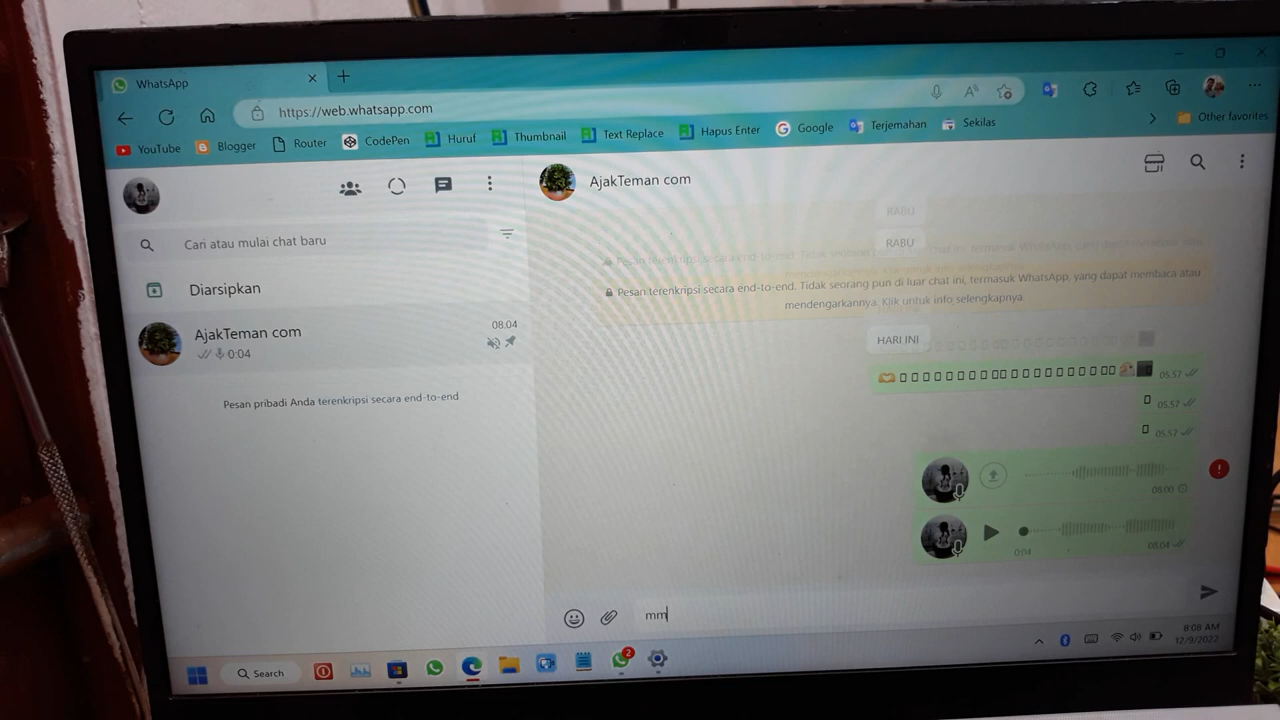 WhatsApp
https://web.whatsapp.com
YouTube
Blogger
Router
CodePen
Huruf
Thumbnail
Text Replace
Hapus Enter
Google
Terjemahan
Sekilas
Other favorites
AjakTeman com
Cari atau mulai chat baru
Diarsipkan
AjakTeman com
08.04
0:04
Pesan pribadi Anda terenkripsi secara end-to-end
RABU
RABU
Pesan terenkripsi secara end-to-end. Tidak seorang pun di luar chat ini, termasuk WhatsApp, yang dapat membaca atau
mendengarkannya. Klik untuk info selengkapnya.
HARI INI
05.57
05.57
05.57
08.00
0:04
08.04
mm
Search
2
8:08 AM
12/9/2022